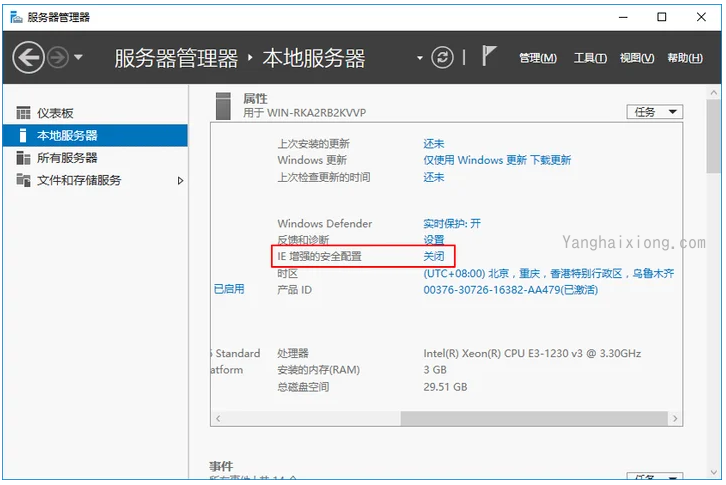 服务器管理器
服务器管理器 · 本地服务器
管理(M) 工具(T) 视图(V) 帮助(H)
仪表板
本地服务器
所有服务器
文件和存储服务
属性
用于 WIN-RKA2RB2KVVP
任务
上次安装的更新 还未
Windows 更新 仅使用 Windows 更新 下载更新
上次检查更新的时间 还未
Windows Defender 实时保护: 开
反馈和诊断 设置
IE 增强的安全配置 关闭
时区 (UTC+08:00) 北京，重庆，香港特别行政区，乌鲁木齐
已启用 产品 ID 00376-30726-16382-AA479(已激活)
Standard 处理器 Intel(R) Xeon(R) CPU E3-1230 v3 @ 3.30GHz
atform 安装的内存(RAM) 3 GB
总磁盘空间 29.51 GB
Yanghaixiong.com
事件
任务